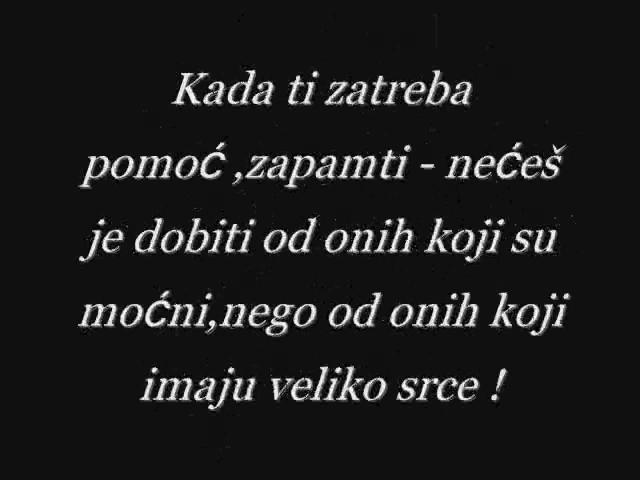 Kada ti zatreba
pomoć ,zapamti - nećeš
je dobiti od onih koji su
moćni,nego od onih koji
imaju veliko srce !